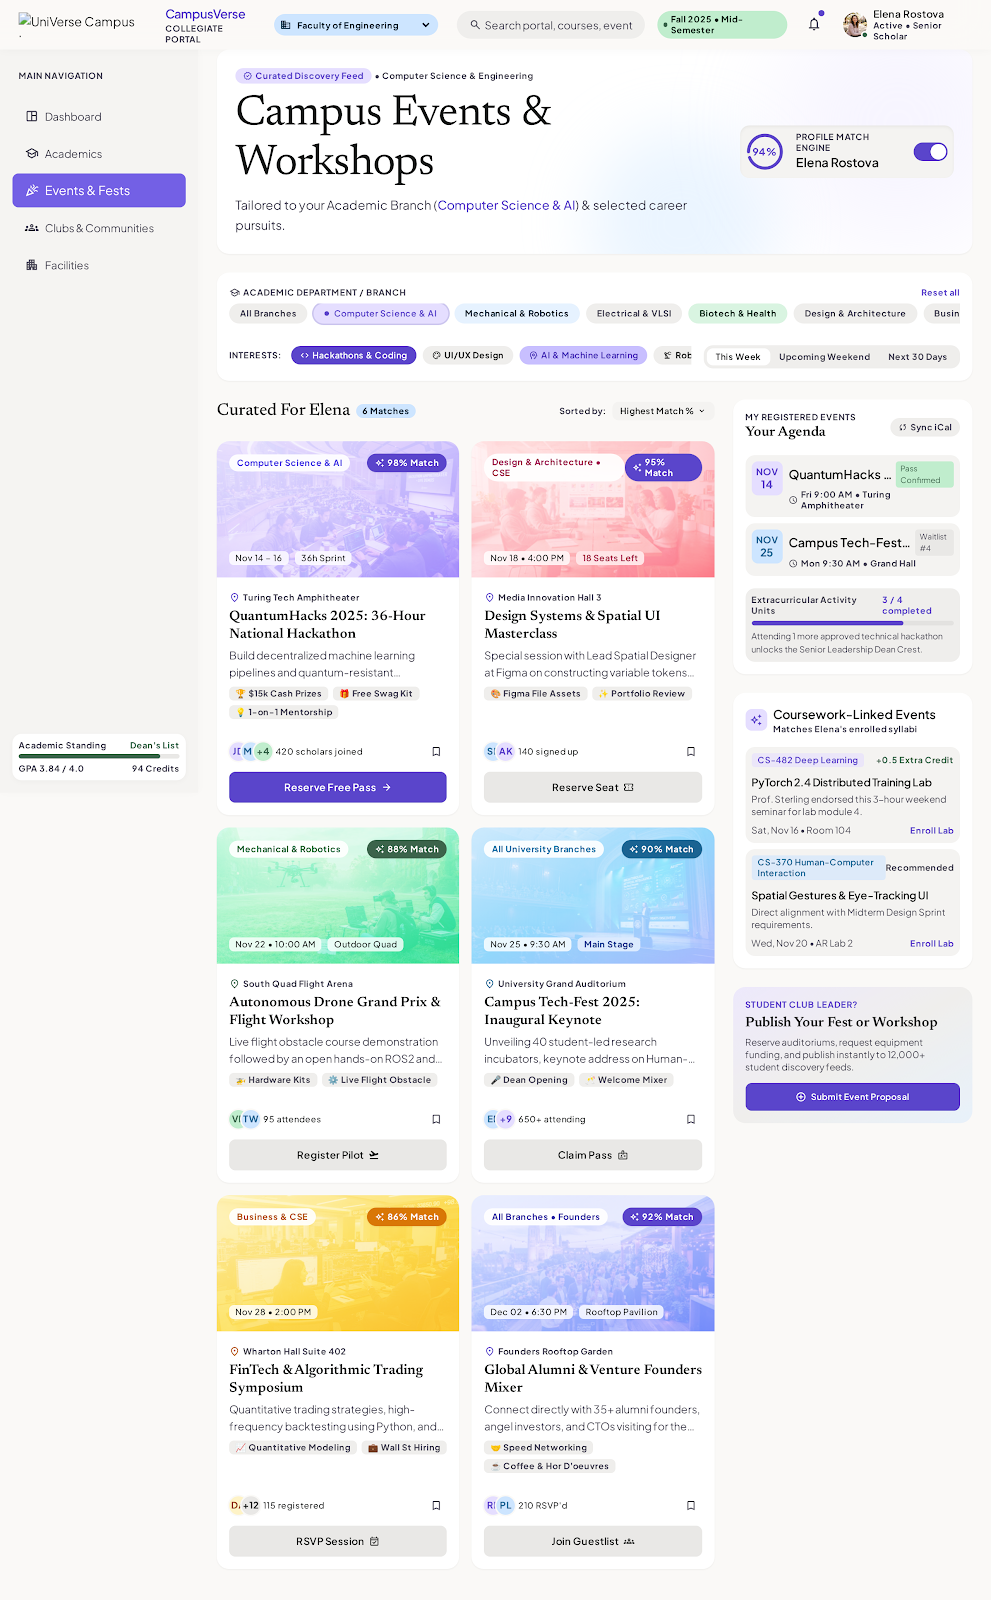 UniVerse Campus
CampusVerse
COLLEGIATE
PORTAL
Faculty of Engineering
Search portal, courses, event
Fall 2025 • Mid-
Semester
Elena Rostova
Active • Senior
Scholar
MAIN NAVIGATION
Dashboard
Academics
Events & Fests
Clubs & Communities
Facilities
Academic Standing
Dean's List
GPA 3.84 / 4.0
94 Credits
Curated Discovery Feed
• Computer Science & Engineering
Campus Events &
Workshops
Tailored to your Academic Branch (Computer Science & AI) & selected career
pursuits.
94%
PROFILE MATCH
ENGINE
Elena Rostova
ACADEMIC DEPARTMENT / BRANCH
Reset all
All Branches
• Computer Science & AI
Mechanical & Robotics
Electrical & VLSI
Biotech & Health
Design & Architecture
Busin
INTERESTS:
Hackathons & Coding
UI/UX Design
AI & Machine Learning
Rob
This Week
Upcoming Weekend
Next 30 Days
Curated For Elena
6 Matches
Sorted by:
Highest Match %
Computer Science & AI
98% Match
Nov 14 – 16
36h Sprint
Turing Tech Amphitheater
QuantumHacks 2025: 36-Hour
National Hackathon
Build decentralized machine learning
pipelines and quantum-resistant...
🏆 $15k Cash Prizes
🎁 Free Swag Kit
💡 1-on-1 Mentorship
M
+4
420 scholars joined
Reserve Free Pass →
Design & Architecture •
CSE
95%
Match
Nov 18 • 4:00 PM
18 Seats Left
Media Innovation Hall 3
Design Systems & Spatial UI
Masterclass
Special session with Lead Spatial Designer
at Figma on constructing variable tokens...
🎨 Figma File Assets
✨ Portfolio Review
AK
140 signed up
Reserve Seat
Mechanical & Robotics
88% Match
Nov 22 • 10:00 AM
Outdoor Quad
South Quad Flight Arena
Autonomous Drone Grand Prix &
Flight Workshop
Live flight obstacle course demonstration
followed by an open hands-on ROS2 and...
🚁 Hardware Kits
⚙️ Live Flight Obstacle
TW
95 attendees
Register Pilot
All University Branches
90% Match
Nov 25 • 9:30 AM
Main Stage
University Grand Auditorium
Campus Tech-Fest 2025:
Inaugural Keynote
Unveiling 40 student-led research
incubators, keynote address on Human-...
🎤 Dean Opening
🥂 Welcome Mixer
+9
650+ attending
Claim Pass
Business & CSE
86% Match
Nov 28 • 2:00 PM
Wharton Hall Suite 402
FinTech & Algorithmic Trading
Symposium
Quantitative trading strategies, high-
frequency backtesting using Python, and...
📈 Quantitative Modeling
💼 Wall St Hiring
+12
115 registered
RSVP Session
All Branches • Founders
92% Match
Dec 02 • 6:30 PM
Rooftop Pavilion
Founders Rooftop Garden
Global Alumni & Venture Founders
Mixer
Connect directly with 35+ alumni founders,
angel investors, and CTOs visiting for the...
🤝 Speed Networking
☕ Coffee & Hor D'oeuvres
PL
210 RSVP'd
Join Guestlist
MY REGISTERED EVENTS
Your Agenda
Sync iCal
NOV
14
QuantumHacks ...
Pass
Confirmed
Fri 9:00 AM • Turing
Amphitheater
NOV
25
Campus Tech-Fest...
Waitlist
#4
Mon 9:30 AM • Grand Hall
Extracurricular Activity
Units
3 / 4
completed
Attending 1 more approved technical hackathon
unlocks the Senior Leadership Dean Crest.
Coursework-Linked Events
Matches Elena's enrolled syllabi
CS-482 Deep Learning
+0.5 Extra Credit
PyTorch 2.4 Distributed Training Lab
Prof. Sterling endorsed this 3-hour weekend
seminar for lab module 4.
Sat, Nov 16 • Room 104
Enroll Lab
CS-370 Human-Computer
Interaction
Recommended
Spatial Gestures & Eye-Tracking UI
Direct alignment with Midterm Design Sprint
requirements.
Wed, Nov 20 • AR Lab 2
Enroll Lab
STUDENT CLUB LEADER?
Publish Your Fest or Workshop
Reserve auditoriums, request equipment
funding, and publish instantly to 12,000+
student discovery feeds.
Submit Event Proposal